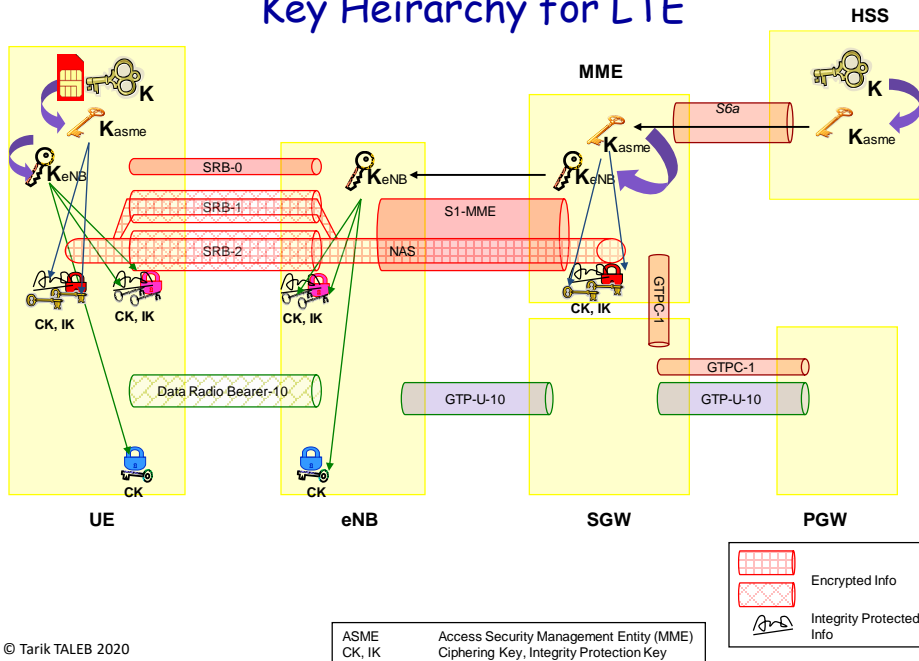 Key Heirarchy for LTE
HSS
MME
K
K
Kasme
S6a
Kasme
Kasme
KeNB
SRB-0
KeNB
KeNB
SRB-1
S1-MME
SRB-2
NAS
CK, IK
CK, IK
CK, IK
CK, IK
GTPC-1
GTPC-1
Data Radio Bearer-10
GTP-U-10
GTP-U-10
CK
CK
UE
eNB
SGW
PGW
Encrypted Info
Integrity Protected
Info
ASME Access Security Management Entity (MME)
CK, IK Ciphering Key, Integrity Protection Key
© Tarik TALEB 2020